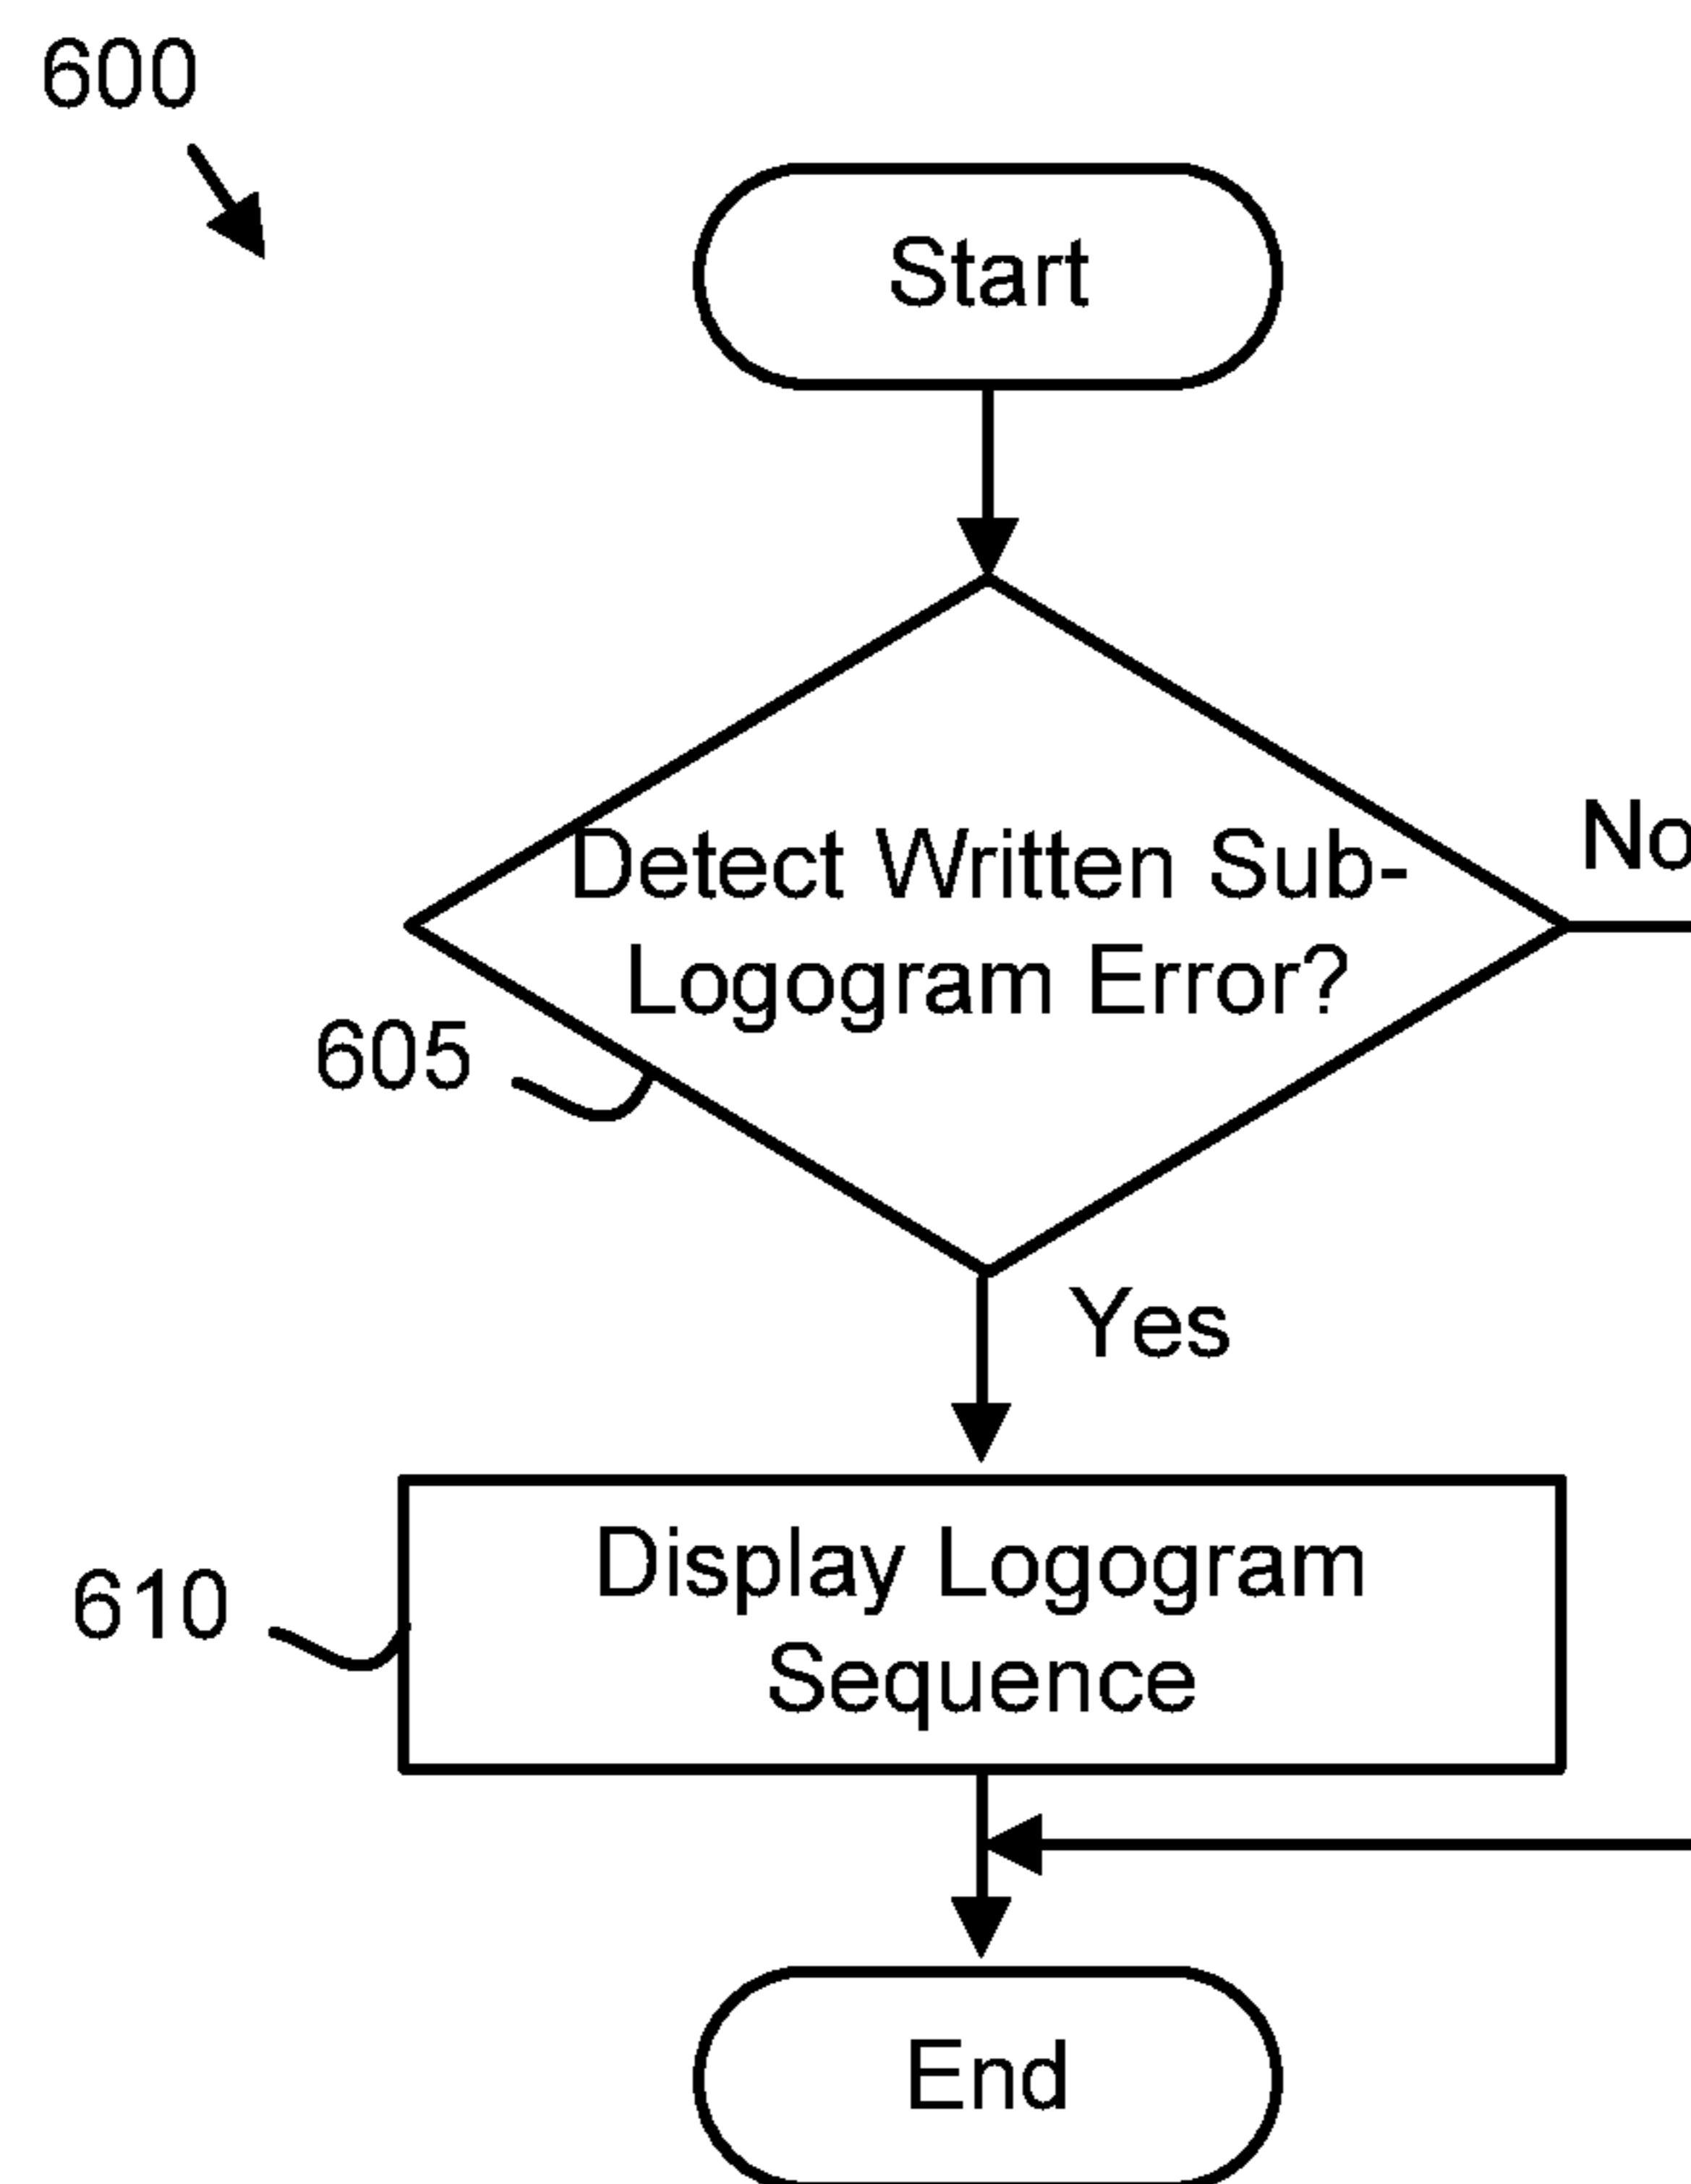 600
Start
Detect Written Sub-
Logogram Error?
No
605
Yes
Display Logogram
Sequence
610
End